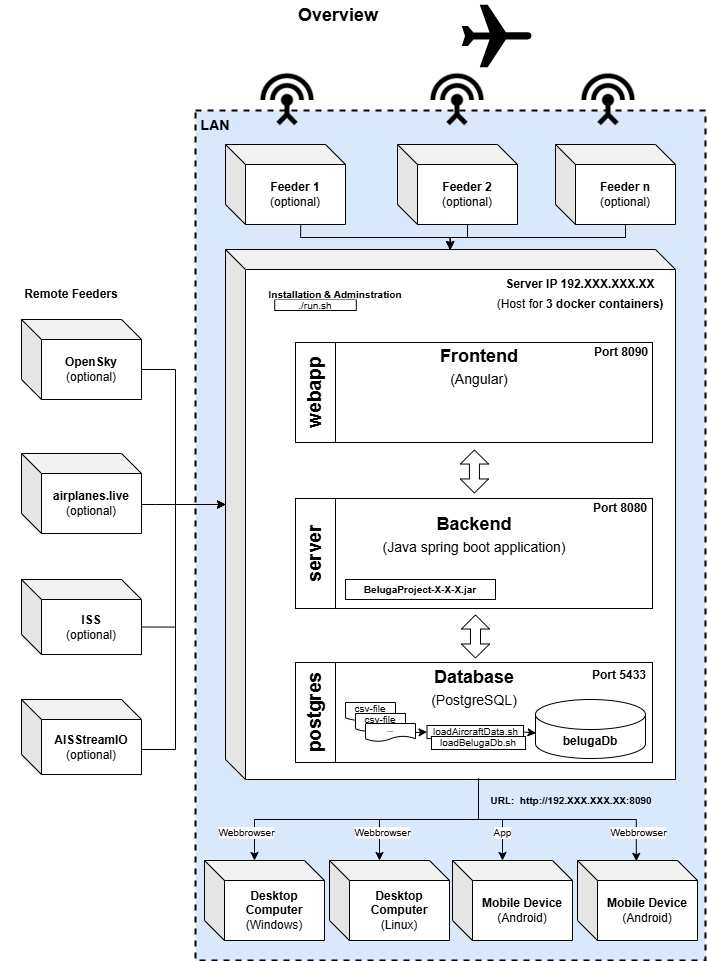 Overview
LAN
Feeder 1
(optional)
Feeder 2
(optional)
Feeder n
(optional)
Remote Feeders
OpenSky
(optional)
airplanes.live
(optional)
ISS
(optional)
AISStreamIO
(optional)
Server IP 192.XXX.XXX.XX
(Host for 3 docker containers)
Installation & Adminstration
./run.sh
webapp
Frontend
(Angular)
Port 8090
server
Backend
(Java spring boot application)
Port 8080
BelugaProject-X-X-X.jar
postgres
Database
(PostgreSQL)
Port 5433
csv-file
csv-file
...
loadAircraftData.sh
loadBelugaDb.sh
belugaDb
URL: http://192.XXX.XXX.XX:8090
Webbrowser
Webbrowser
App
Webbrowser
Desktop
Computer
(Windows)
Desktop
Computer
(Linux)
Mobile Device
(Android)
Mobile Device
(Android)